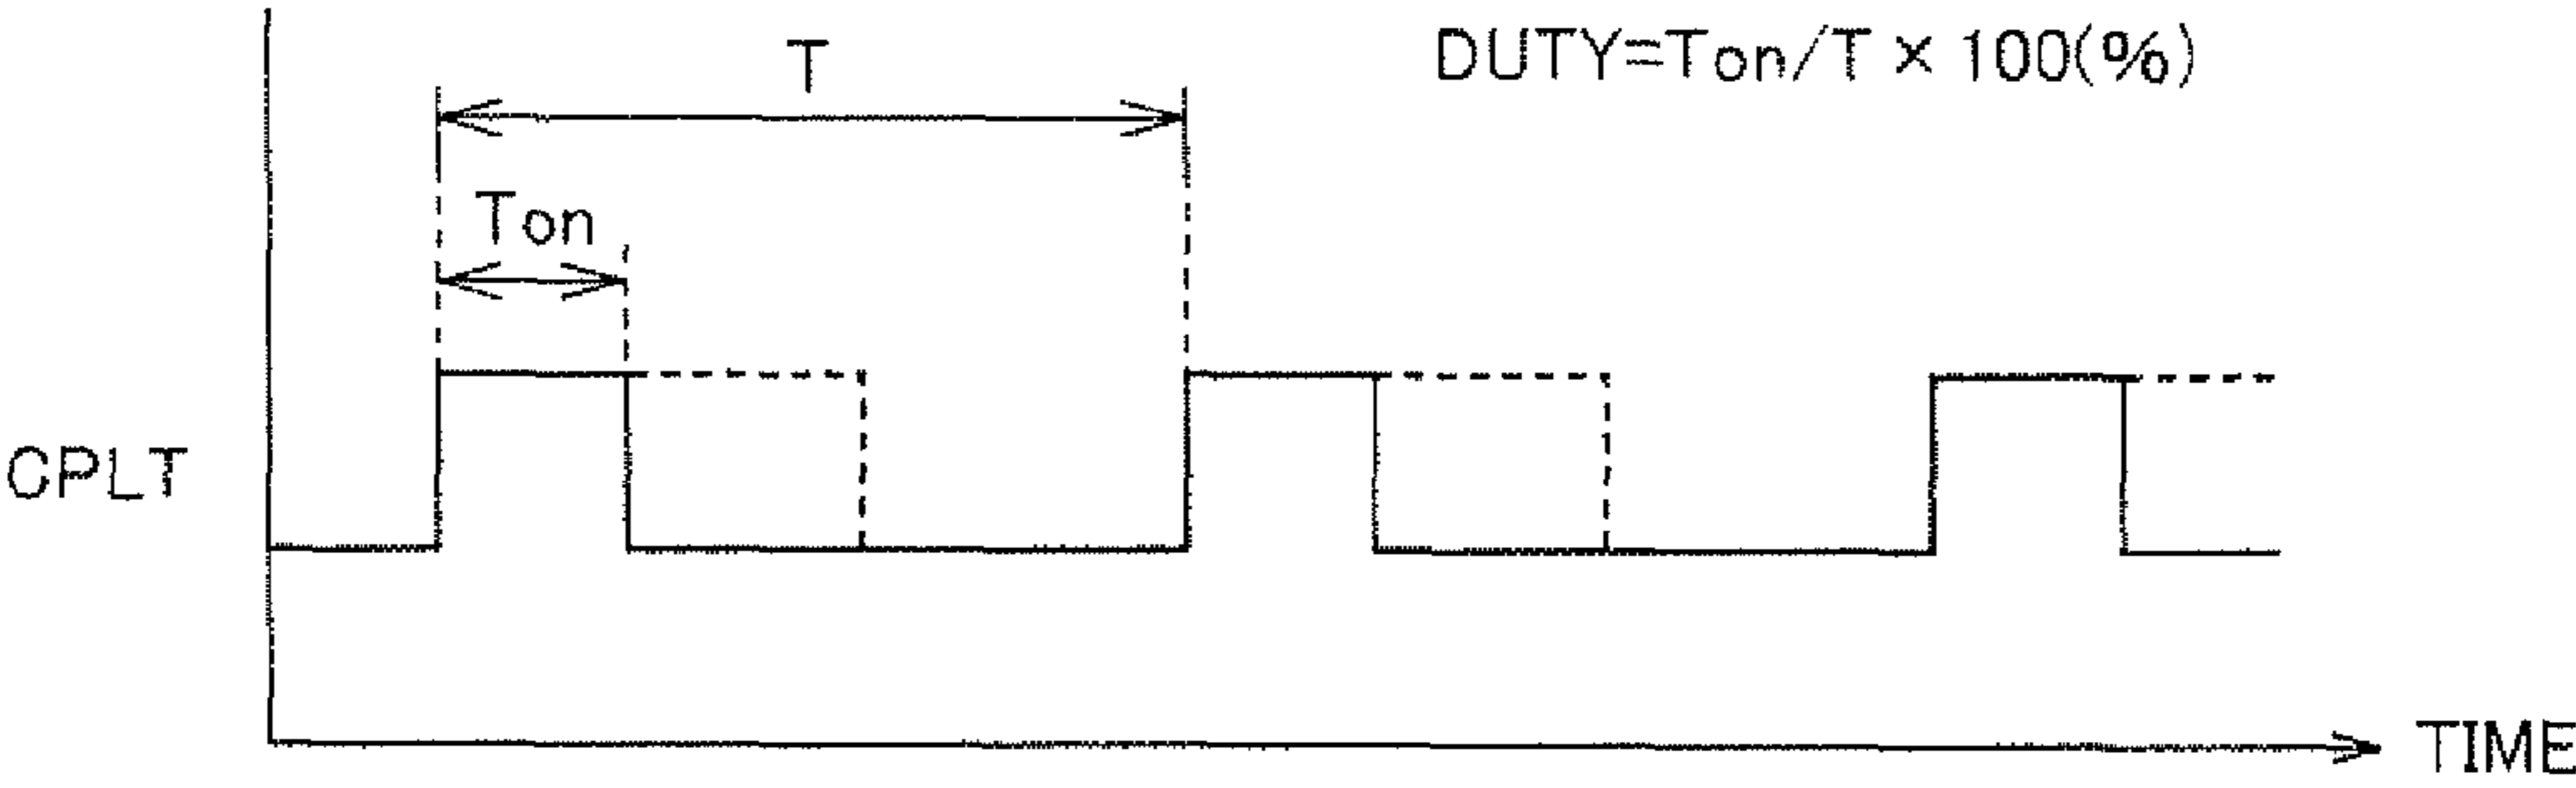 T
DUTY=Ton/T × 100(%)
Ton
CPLT
TIME